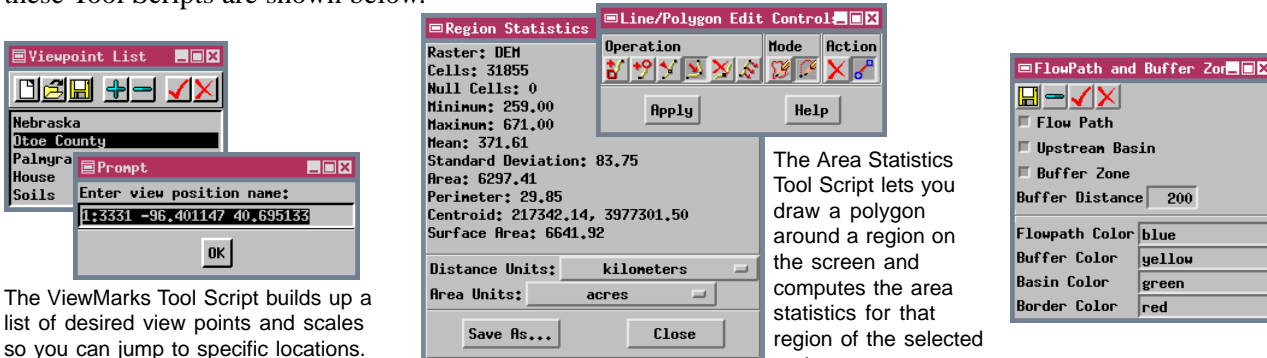 these Tool Scripts are shown below.
Viewpoint List
Nebraska
Otoe County
Palmyra
House
Soils
Prompt
Enter view position name:
1:3331 -96.401147 40.695133
OK
The ViewMarks Tool Script builds up a
list of desired view points and scales
so you can jump to specific locations.
Region Statistics
Raster: DEM
Cells: 31855
Null Cells: 0
Minimum: 259.00
Maximum: 671.00
Mean: 371.61
Standard Deviation: 83.75
Area: 6297.41
Perimeter: 29.85
Centroid: 217342.14, 3977301.50
Surface Area: 6641.92
Distance Units: kilometers
Area Units: acres
Save As... Close
Line/Polygon Edit Controls
Operation Mode Action
Apply Help
The Area Statistics
Tool Script lets you
draw a polygon
around a region on
the screen and
computes the area
statistics for that
region of the selected
FlowPath and Buffer Zon
Flow Path
Upstream Basin
Buffer Zone
Buffer Distance 200
Flowpath Color blue
Buffer Color yellow
Basin Color green
Border Color red